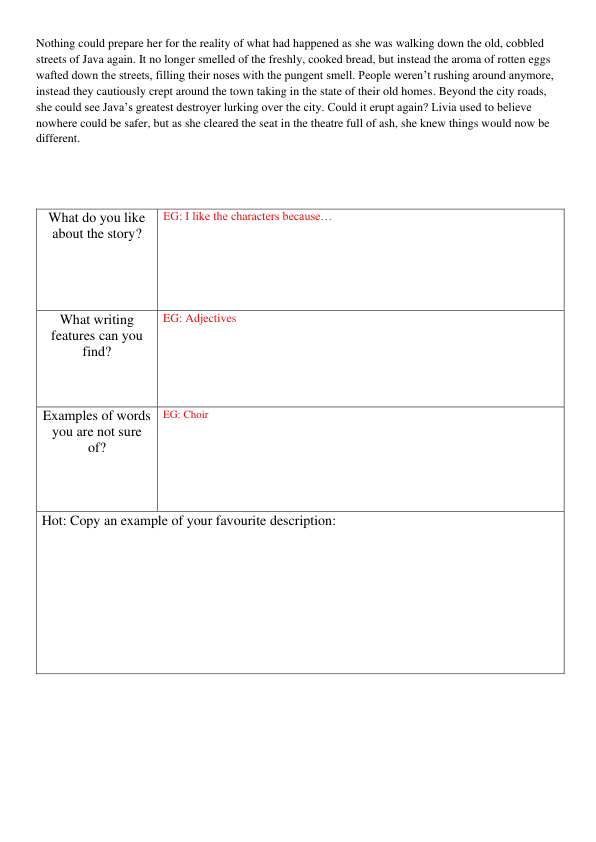 Nothing could prepare her for the reality of what had happened as she was walking down the old, cobbled
streets of Java again. It no longer smelled of the freshly, cooked bread, but instead the aroma of rotten eggs
wafted down the streets, filling their noses with the pungent smell. People weren’t rushing around anymore,
instead they cautiously crept around the town taking in the state of their old homes. Beyond the city roads,
she could see Java’s greatest destroyer lurking over the city. Could it erupt again? Livia used to believe
nowhere could be safer, but as she cleared the seat in the theatre full of ash, she knew things would now be
different.
What do you like
about the story?
EG: I like the characters because…
What writing
features can you
find?
EG: Adjectives
Examples of words
you are not sure
of?
EG: Choir
Hot: Copy an example of your favourite description: